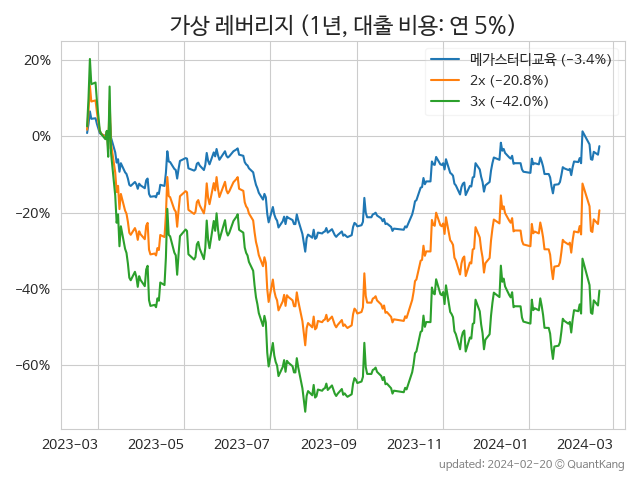 가상 레버리지 (1년, 대출 비용: 연 5%)
메가스터디교육 (−3.4%)
2x (−20.8%)
3x (−42.0%)
20%
0%
−20%
−40%
−60%
2023−03 2023−05 2023−07 2023−09 2023−11 2024−01 2024−03
updated: 2024-02-20 © QuantKang